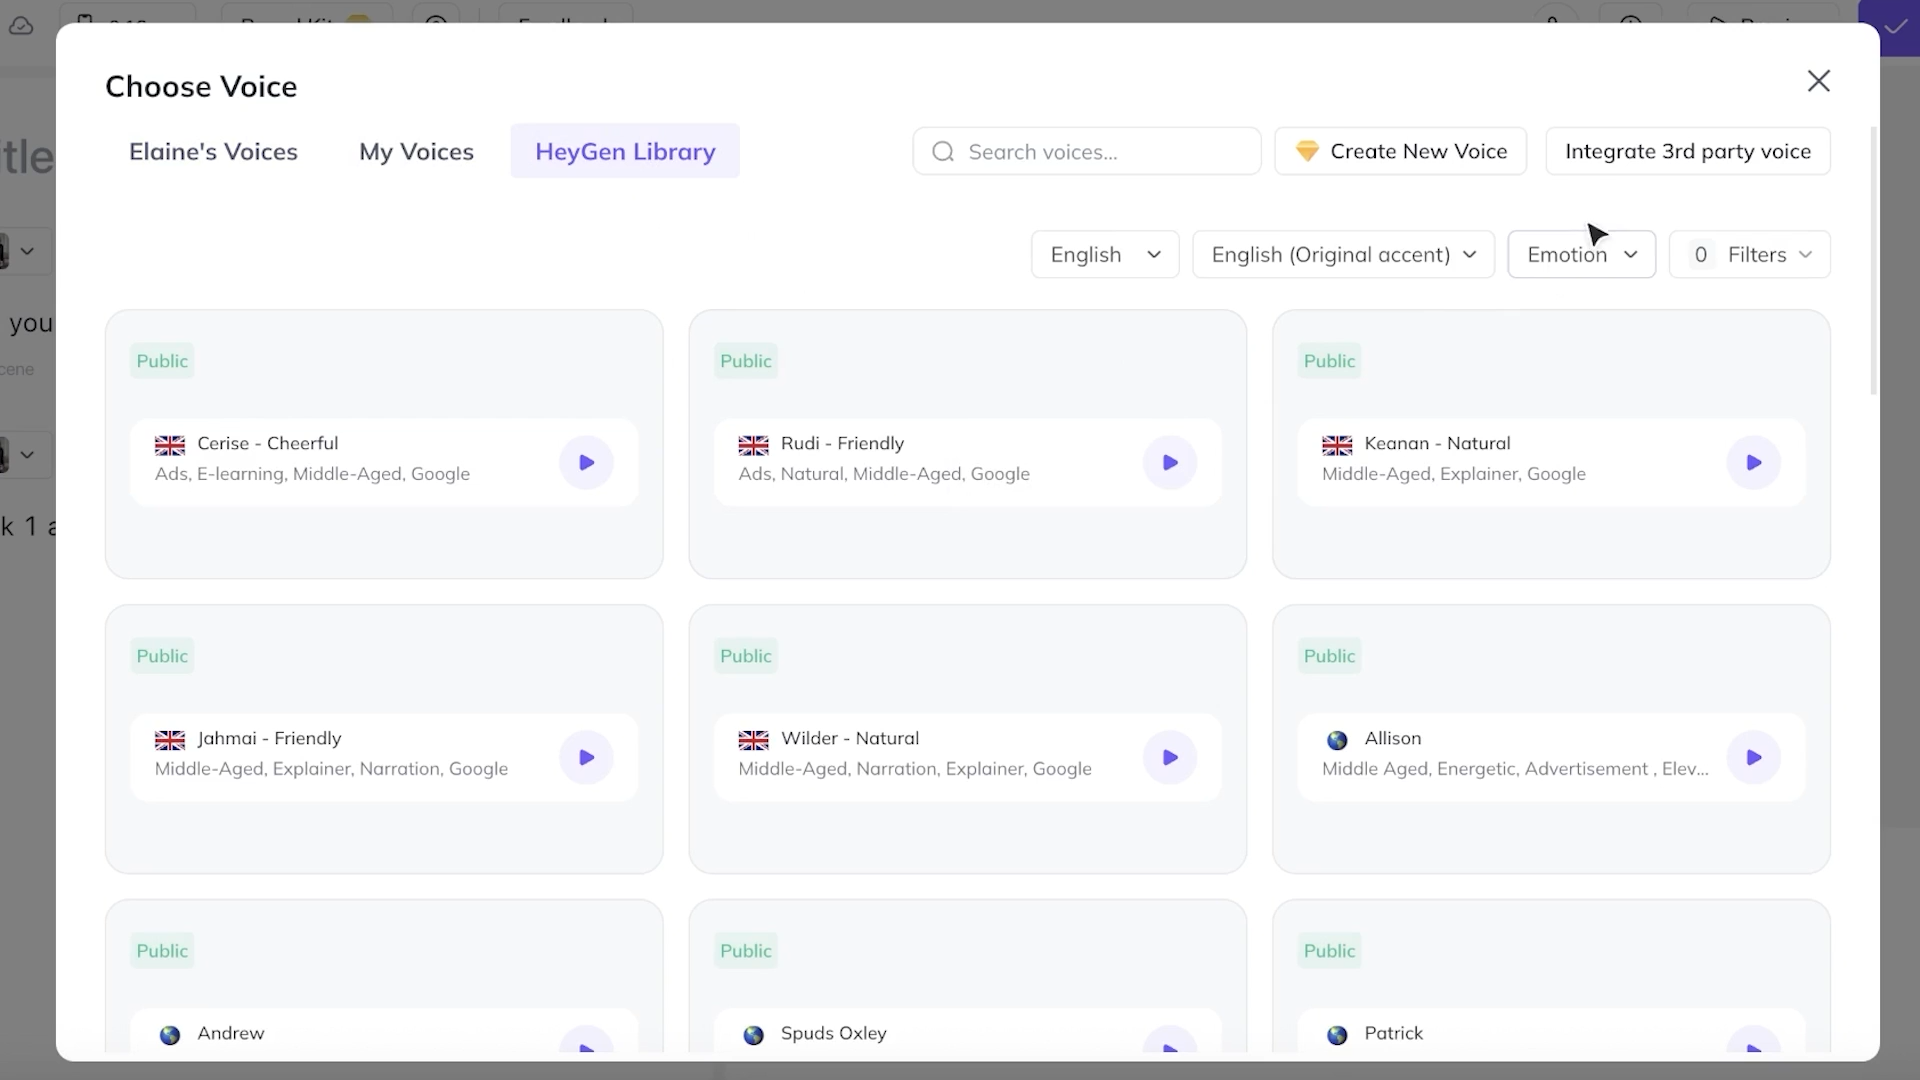 Choose Voice
Elaine's Voices
My Voices
HeyGen Library
Search voices...
Create New Voice
Integrate 3rd party voice
English
English (Original accent)
Emotion
0 Filters
Public
Public
Public
Cerise - Cheerful
Ads, E-learning, Middle-Aged, Google
Rudi - Friendly
Ads, Natural, Middle-Aged, Google
Keanan - Natural
Middle-Aged, Explainer, Google
Public
Public
Public
Jahmai - Friendly
Middle-Aged, Explainer, Narration, Google
Wilder - Natural
Middle-Aged, Narration, Explainer, Google
Allison
Middle Aged, Energetic, Advertisement , Elev...
Public
Public
Public
Andrew
Spuds Oxley
Patrick
you
k 1 a